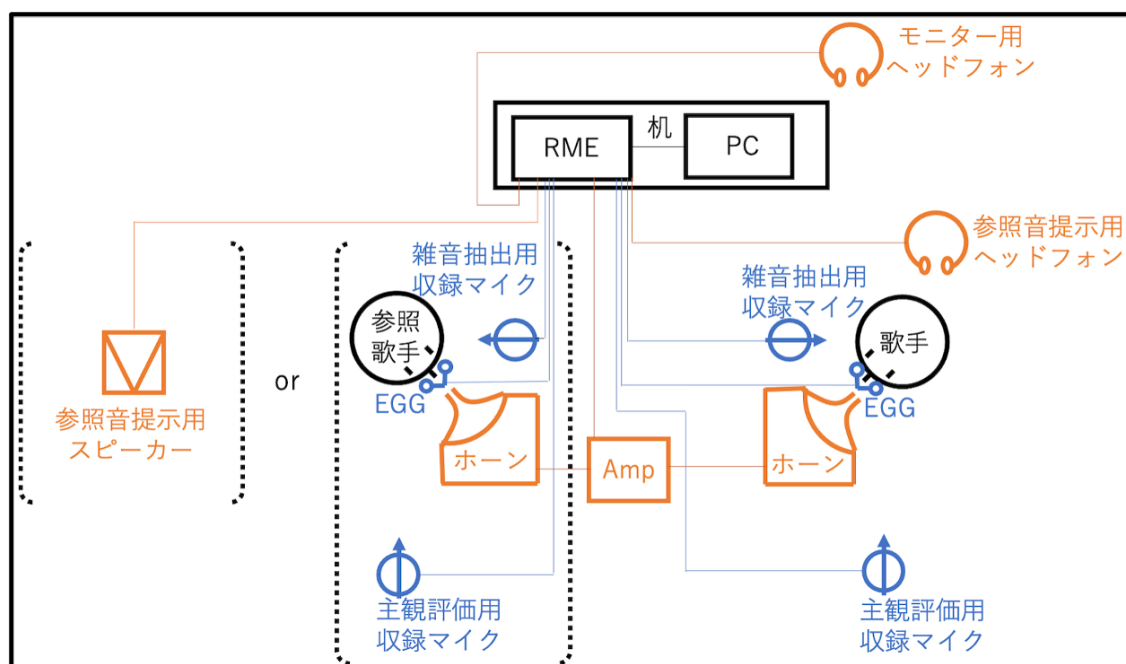 モニター用
ヘッドフォン
机
RME
PC
参照音提示用
ヘッドフォン
雑音抽出用
収録マイク
雑音抽出用
収録マイク
参照
歌手
歌手
or
EGG
EGG
参照音提示用
スピーカー
ホーン
Amp
ホーン
主観評価用
収録マイク
主観評価用
収録マイク